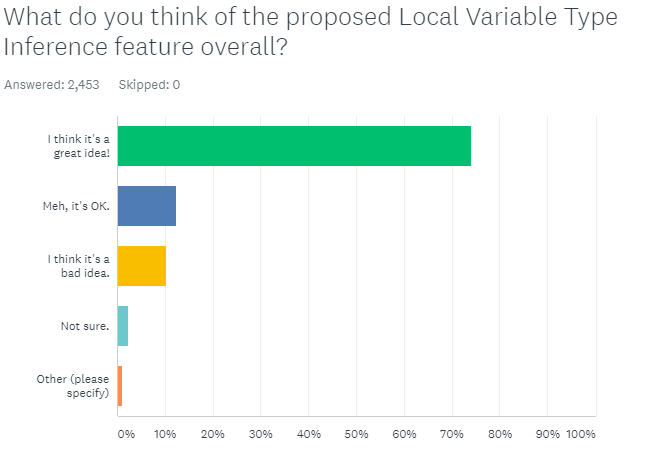 What do you think of the proposed Local Variable Type
Inference feature overall?
Answered: 2,453 Skipped: 0
I think it's a
great idea!
Meh, it's OK.
I think it's a
bad idea.
Not sure.
Other (please
specify)
0% 10% 20% 30% 40% 50% 60% 70% 80% 90% 100%